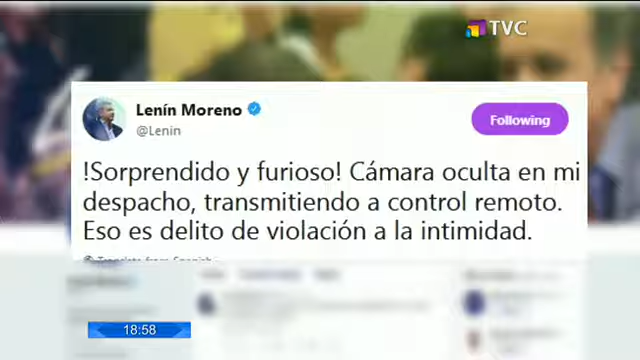 TVC
Lenín Moreno
@Lenin
Following
!Sorprendido y furioso! Cámara oculta en mi
despacho, transmitiendo a control remoto.
Eso es delito de violación a la intimidad.
18:58